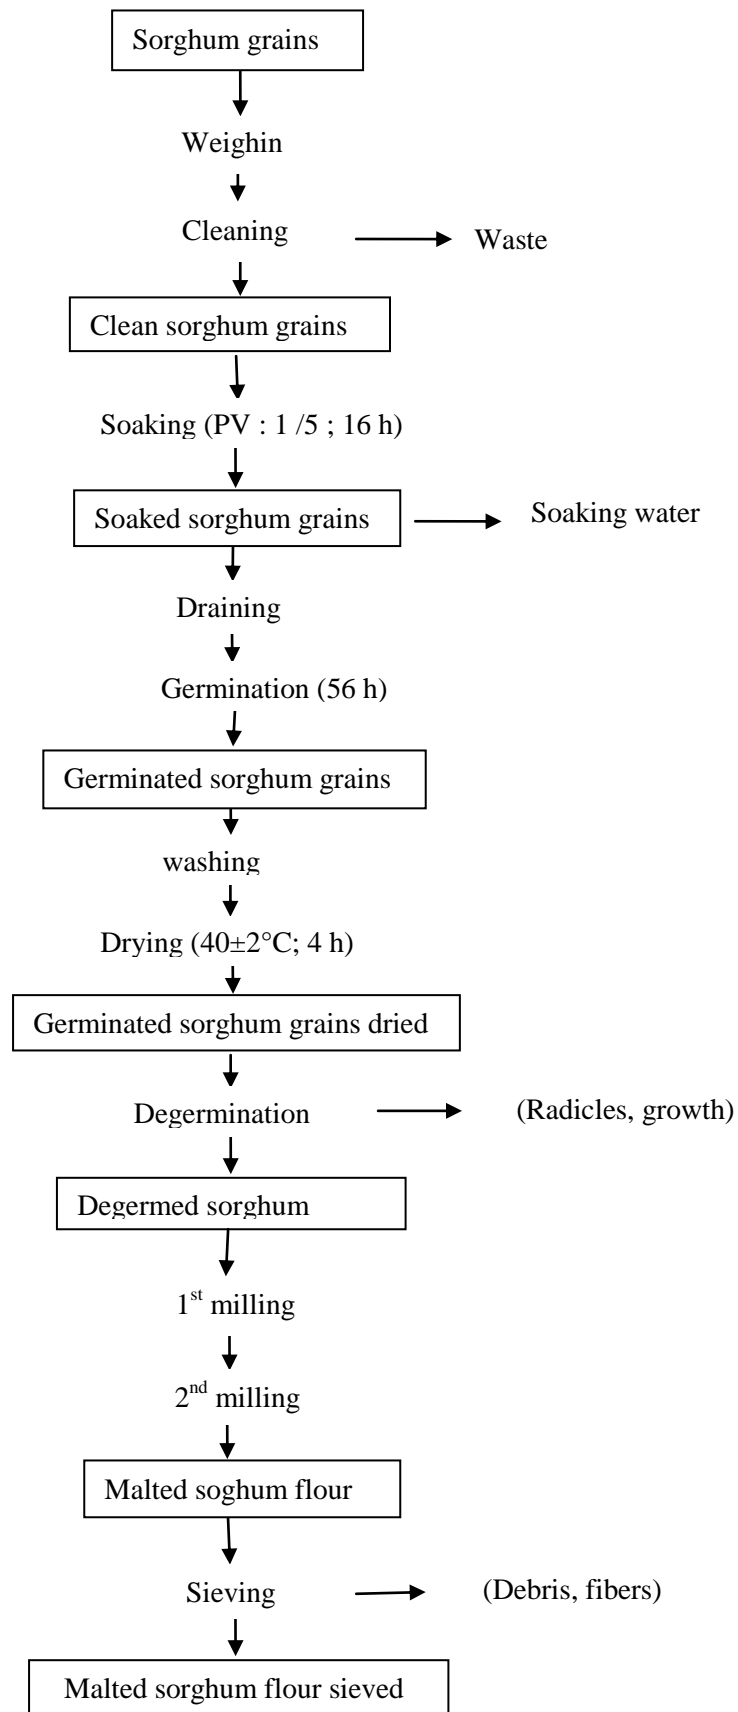 Sorghum grains
Weighin
Cleaning
Waste
Clean sorghum grains
Soaking (PV : 1 /5 ; 16 h)
Soaked sorghum grains
Soaking water
Draining
Germination (56 h)
Germinated sorghum grains
washing
Drying (40±2°C; 4 h)
Germinated sorghum grains dried
Degermination
(Radicles, growth)
Degermed sorghum
1st milling
2nd milling
Malted soghum flour
Sieving
(Debris, fibers)
Malted sorghum flour sieved